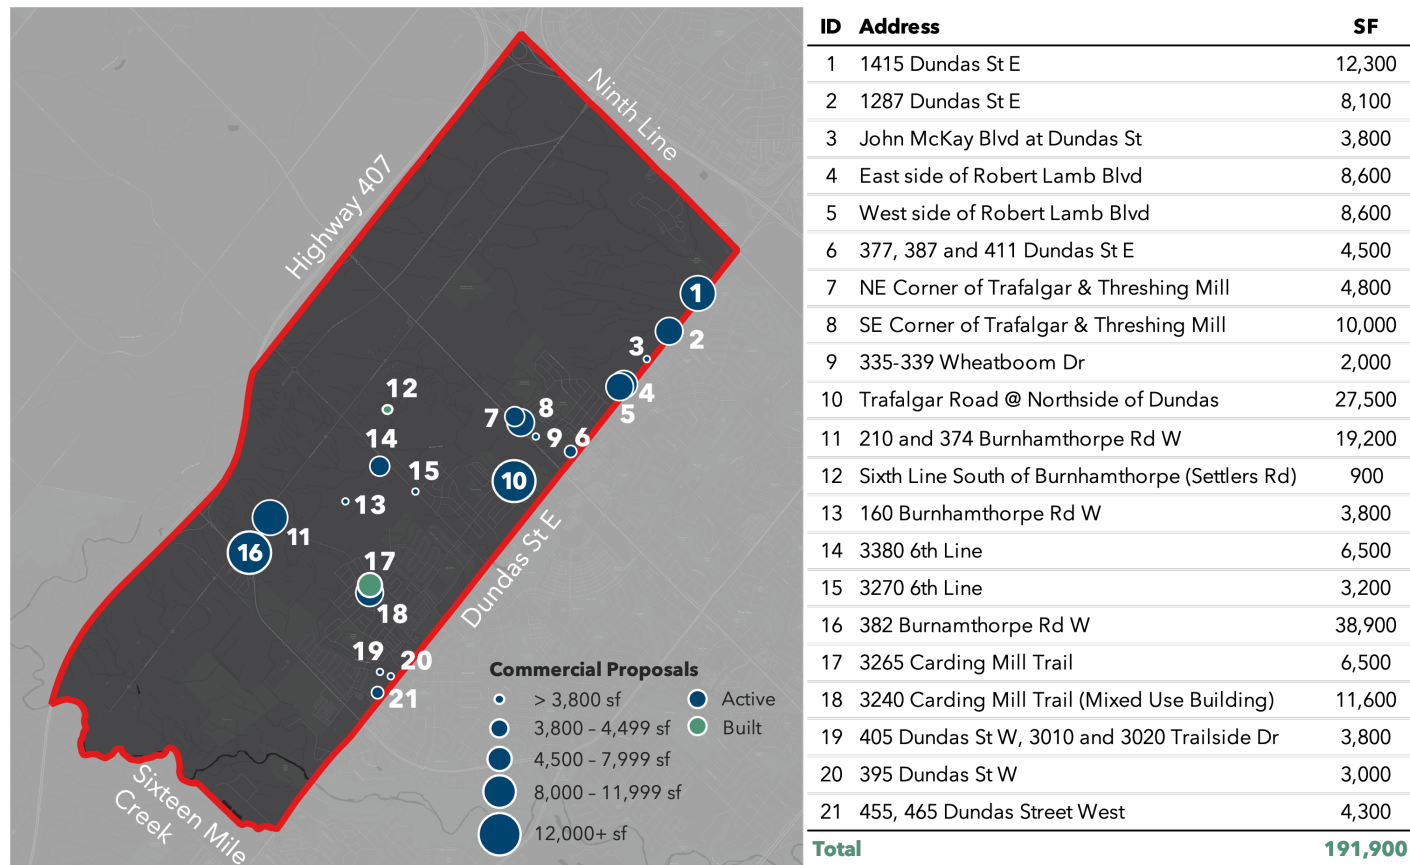 Highway 407
Ninth Line
1
2
3
4
5
12
7
8
9
6
14
15
10
13
11
16
17
18
19
20
21
Dundas St E
Sixteen Mile
Creek
Commercial Proposals
> 3,800 sf
3,800 – 4,499 sf
4,500 – 7,999 sf
8,000 – 11,999 sf
12,000+ sf
Active
Built
ID Address SF
1 1415 Dundas St E 12,300
2 1287 Dundas St E 8,100
3 John McKay Blvd at Dundas St 3,800
4 East side of Robert Lamb Blvd 8,600
5 West side of Robert Lamb Blvd 8,600
6 377, 387 and 411 Dundas St E 4,500
7 NE Corner of Trafalgar & Threshing Mill 4,800
8 SE Corner of Trafalgar & Threshing Mill 10,000
9 335-339 Wheatboom Dr 2,000
10 Trafalgar Road @ Northside of Dundas 27,500
11 210 and 374 Burnhamthorpe Rd W 19,200
12 Sixth Line South of Burnhamthorpe (Settlers Rd) 900
13 160 Burnhamthorpe Rd W 3,800
14 3380 6th Line 6,500
15 3270 6th Line 3,200
16 382 Burnamthorpe Rd W 38,900
17 3265 Carding Mill Trail 6,500
18 3240 Carding Mill Trail (Mixed Use Building) 11,600
19 405 Dundas St W, 3010 and 3020 Trailside Dr 3,800
20 395 Dundas St W 3,000
21 455, 465 Dundas Street West 4,300
Total 191,900